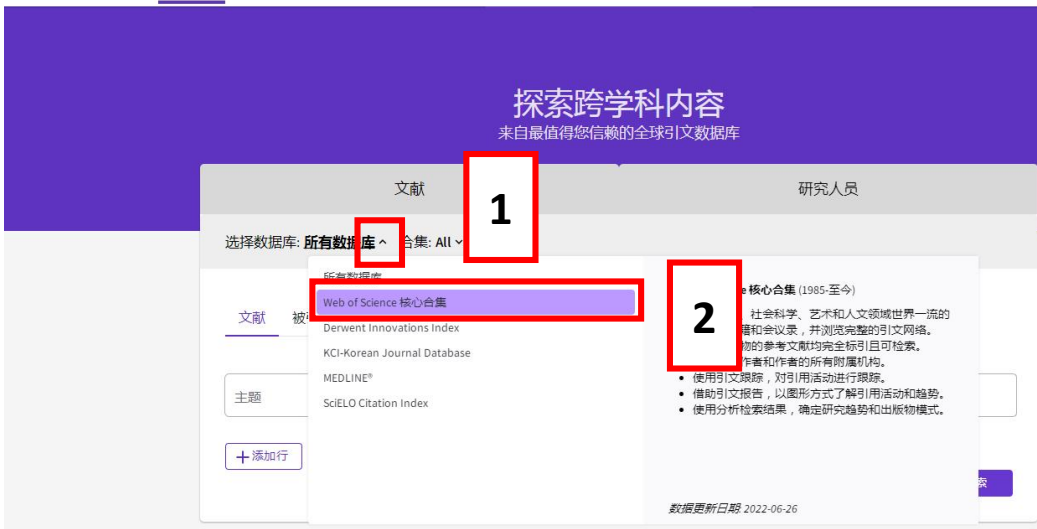 探索跨学科内容
来自最值得您信赖的全球引文数据库
文献
研究人员
1
选择数据库: 所有数据库 合集: All
所有数据库
Web of Science 核心合集
Derwent Innovations Index
KCI-Korean Journal Database
MEDLINE®
SciELO Citation Index
2
核心合集 (1985-至今)
社会科学、艺术和人文领域世界一流的
和会议录，并浏览完整的引文网络。
的参考文献均完全标引且可检索。
作者和作者的所有附属机构。
• 使用引文跟踪，对引用活动进行跟踪。
• 借助引文报告，以图形方式了解引用活动和趋势。
• 使用分析检索结果，确定研究趋势和出版物模式。
数据更新日期: 2022-06-26
文献 被
主题
+添加行
索